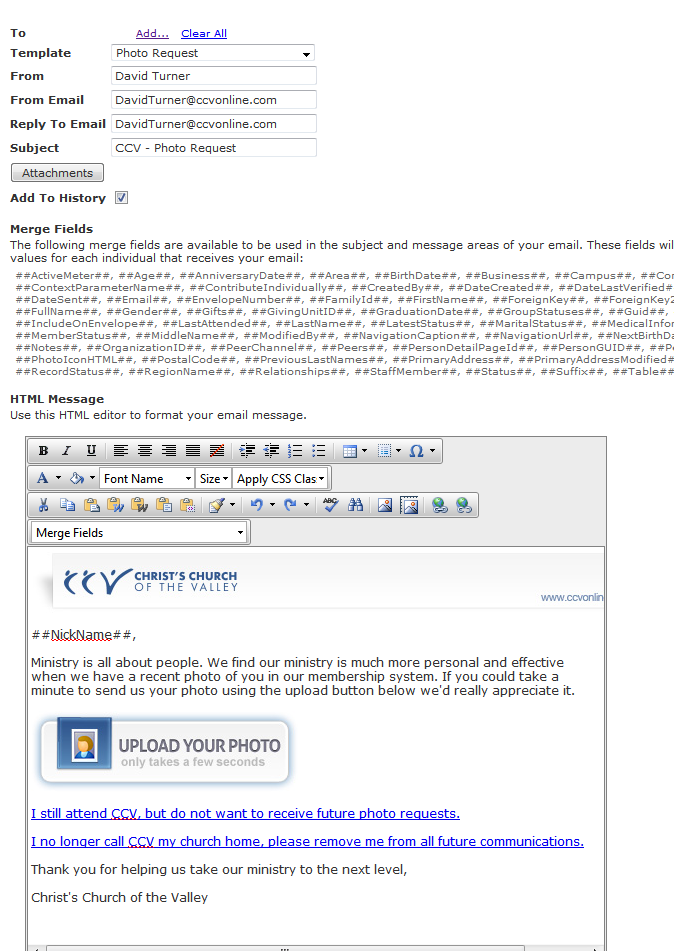 To Add... Clear All
Template Photo Request
From David Turner
From Email DavidTurner@ccvonline.com
Reply To Email DavidTurner@ccvonline.com
Subject CCV - Photo Request
Attachments
Add To History
Merge Fields
The following merge fields are available to be used in the subject and message areas of your email. These fields wil
values for each individual that receives your email:
##ActiveMeter##, ##Age##, ##AnniversaryDate##, ##Area##, ##BirthDate##, ##Business##, ##Campus##, ##Cor
##ContextParameterName##, ##ContributeIndividually##, ##CreatedBy##, ##DateCreated##, ##DateLastVerified#
##DateSent##, ##Email##, ##EnvelopeNumber##, ##FamilyId##, ##FirstName##, ##ForeignKey##, ##ForeignKey2
##FullName##, ##Gender##, ##Gifts##, ##GivingUnitID##, ##GraduationDate##, ##GroupStatuses##, ##Guid##,
##IncludeOnEnvelope##, ##LastAttended##, ##LastName##, ##LatestStatus##, ##MaritalStatus##, ##MedicalInfor
##MemberStatus##, ##MiddleName##, ##ModifiedBy##, ##NavigationCaption##, ##NavigationUrl##, ##NextBirthDa
##Notes##, ##OrganizationID##, ##PeerChannel##, ##Peers##, ##PersonDetailPageId##, ##PersonGUID##, ##Pe
##PhotoIconHTML##, ##PostalCode##, ##PreviousLastNames##, ##PrimaryAddress##, ##PrimaryAddressModified#
##RecordStatus##, ##RegionName##, ##Relationships##, ##StaffMember##, ##Status##, ##Suffix##, ##Table##
HTML Message
Use this HTML editor to format your email message.
B I U
A Font Name Size Apply CSS Clas
ABC
Merge Fields
CCV CHRIST'S CHURCH
OF THE VALLEY
www.ccvonlin
##NickName##,
Ministry is all about people. We find our ministry is much more personal and effective
when we have a recent photo of you in our membership system. If you could take a
minute to send us your photo using the upload button below we'd really appreciate it.
UPLOAD YOUR PHOTO
only takes a few seconds
I still attend CCV, but do not want to receive future photo requests.
I no longer call CCV my church home, please remove me from all future communications.
Thank you for helping us take our ministry to the next level,
Christ's Church of the Valley